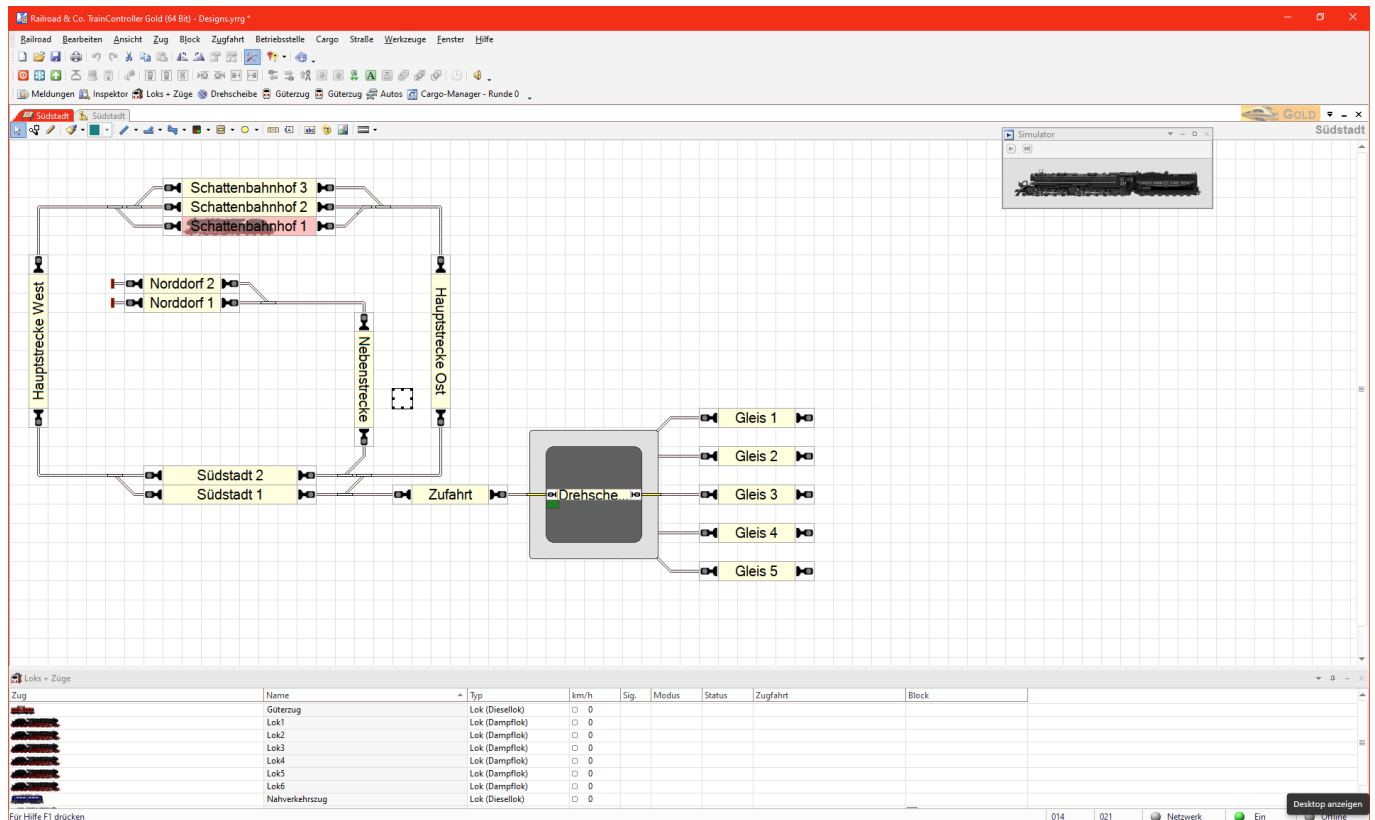 Railroad & Co. TrainController Gold (64 Bit) - Designs.yrrg *
Railroad Bearbeiten Ansicht Zug Block Zugfahrt Betriebsstelle Cargo Straße Werkzeuge Fenster Hilfe
Meldungen Inspektor Loks + Züge Drehscheibe Güterzug Güterzug Autos Cargo-Manager - Runde 0
Südstadt Südstadt GOLD
Südstadt
Simulator
Schattenbahnhof 3
Schattenbahnhof 2
Schattenbahnhof 1
Hauptstrecke West
Norddorf 2
Norddorf 1
Nebenstrecke
Hauptstrecke Ost
Südstadt 2
Südstadt 1
Zufahrt
Drehsche...
Gleis 1
Gleis 2
Gleis 3
Gleis 4
Gleis 5
Loks + Züge
Zug Name Typ km/h Sig. Modus Status Zugfahrt Block
Güterzug Lok (Diesellok) 0
Lok1 Lok (Dampflok) 0
Lok2 Lok (Dampflok) 0
Lok3 Lok (Dampflok) 0
Lok4 Lok (Dampflok) 0
Lok5 Lok (Dampflok) 0
Lok6 Lok (Dampflok) 0
Nahverkehrszug Lok (Diesellok) 0
Desktop anzeigen
Für Hilfe F1 drücken 014 021 Netzwerk Ein Offline